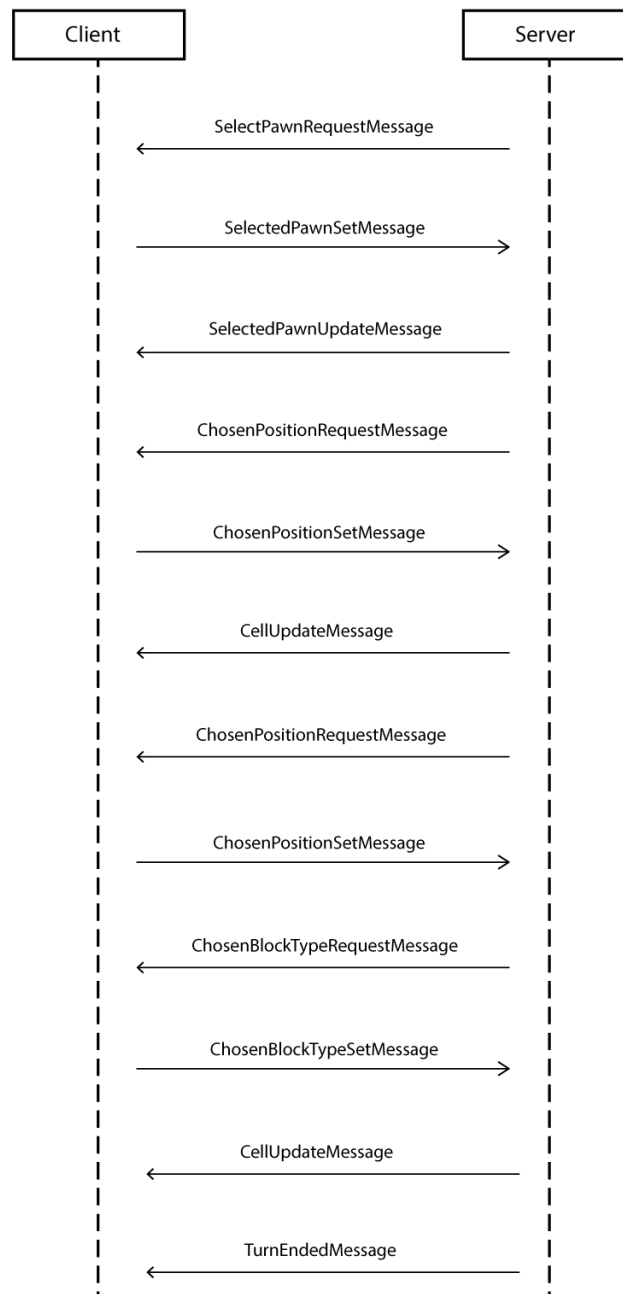 Client
Server
SelectPawnRequestMessage
SelectedPawnSetMessage
SelectedPawnUpdateMessage
ChosenPositionRequestMessage
ChosenPositionSetMessage
CellUpdateMessage
ChosenPositionRequestMessage
ChosenPositionSetMessage
ChosenBlockTypeRequestMessage
ChosenBlockTypeSetMessage
CellUpdateMessage
TurnEndedMessage